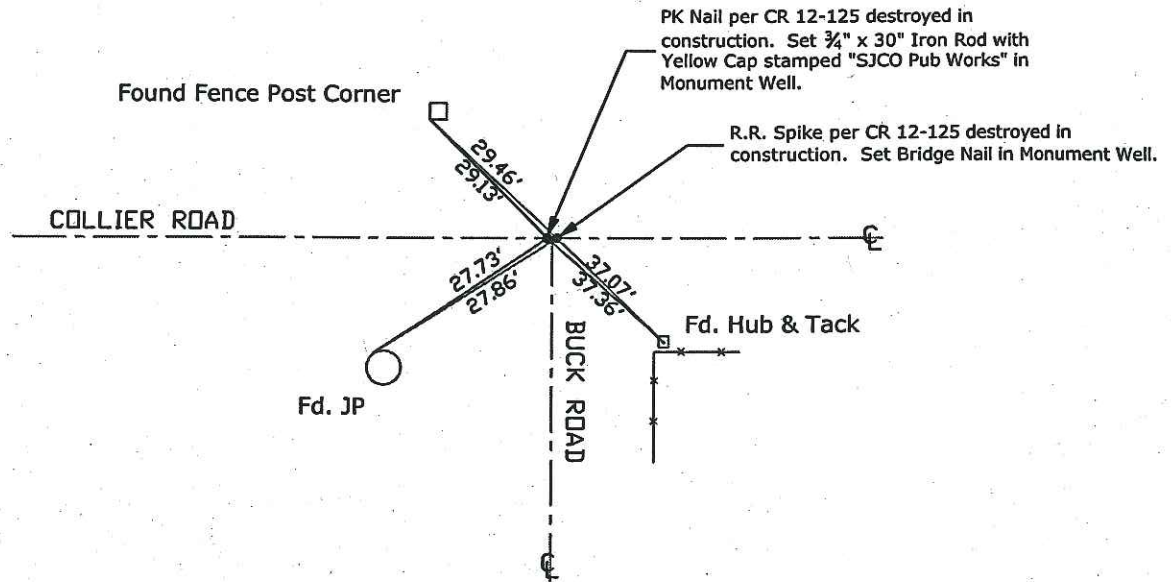 PK Nail per CR 12-125 destroyed in
construction. Set ¾" x 30" Iron Rod with
Yellow Cap stamped "SJCO Pub Works" in
Monument Well.
Found Fence Post Corner
R.R. Spike per CR 12-125 destroyed in
construction. Set Bridge Nail in Monument Well.
29.46'
29.13'
COLLIER ROAD
℄
27.73'
27.86'
37.07'
37.36'
Fd. Hub & Tack
BUCK ROAD
Fd. JP
℄